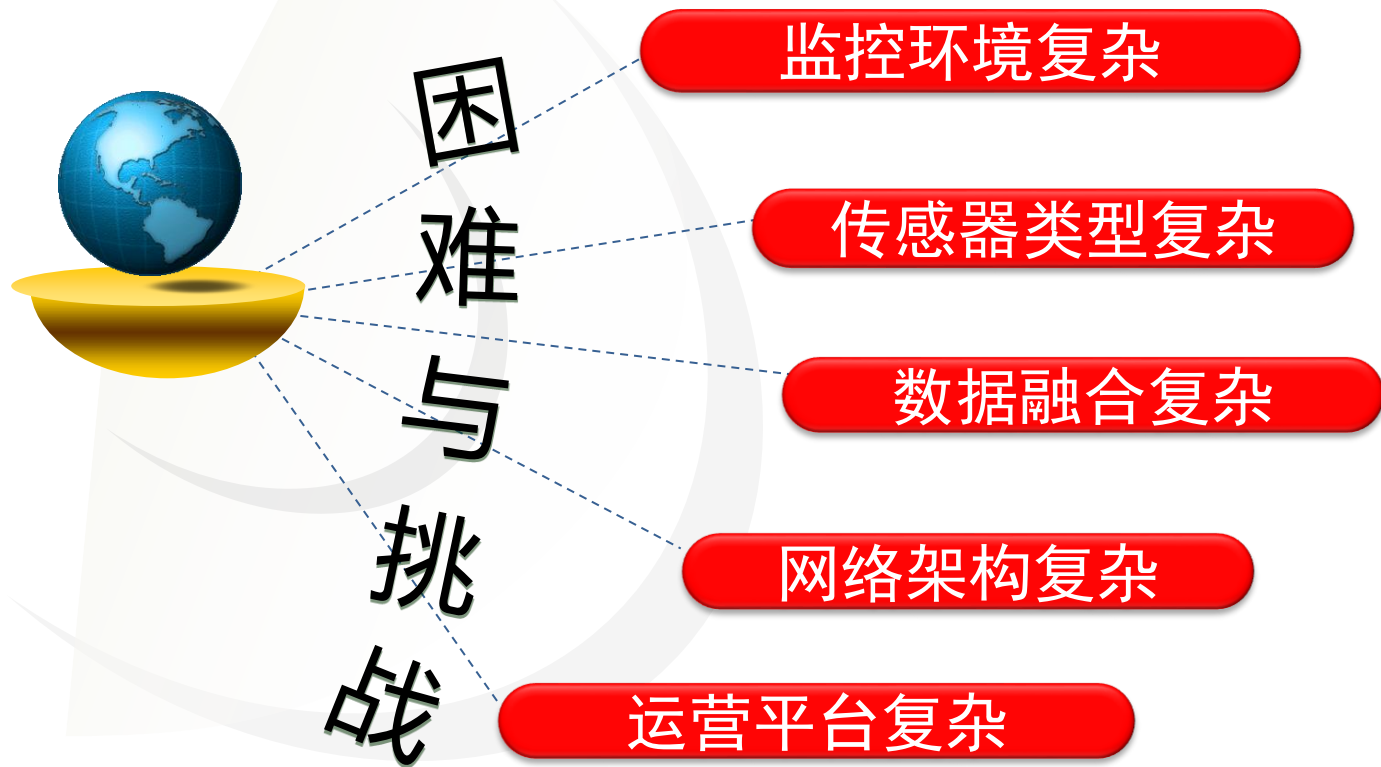 困难与挑战
监控环境复杂
传感器类型复杂
数据融合复杂
网络架构复杂
运营平台复杂